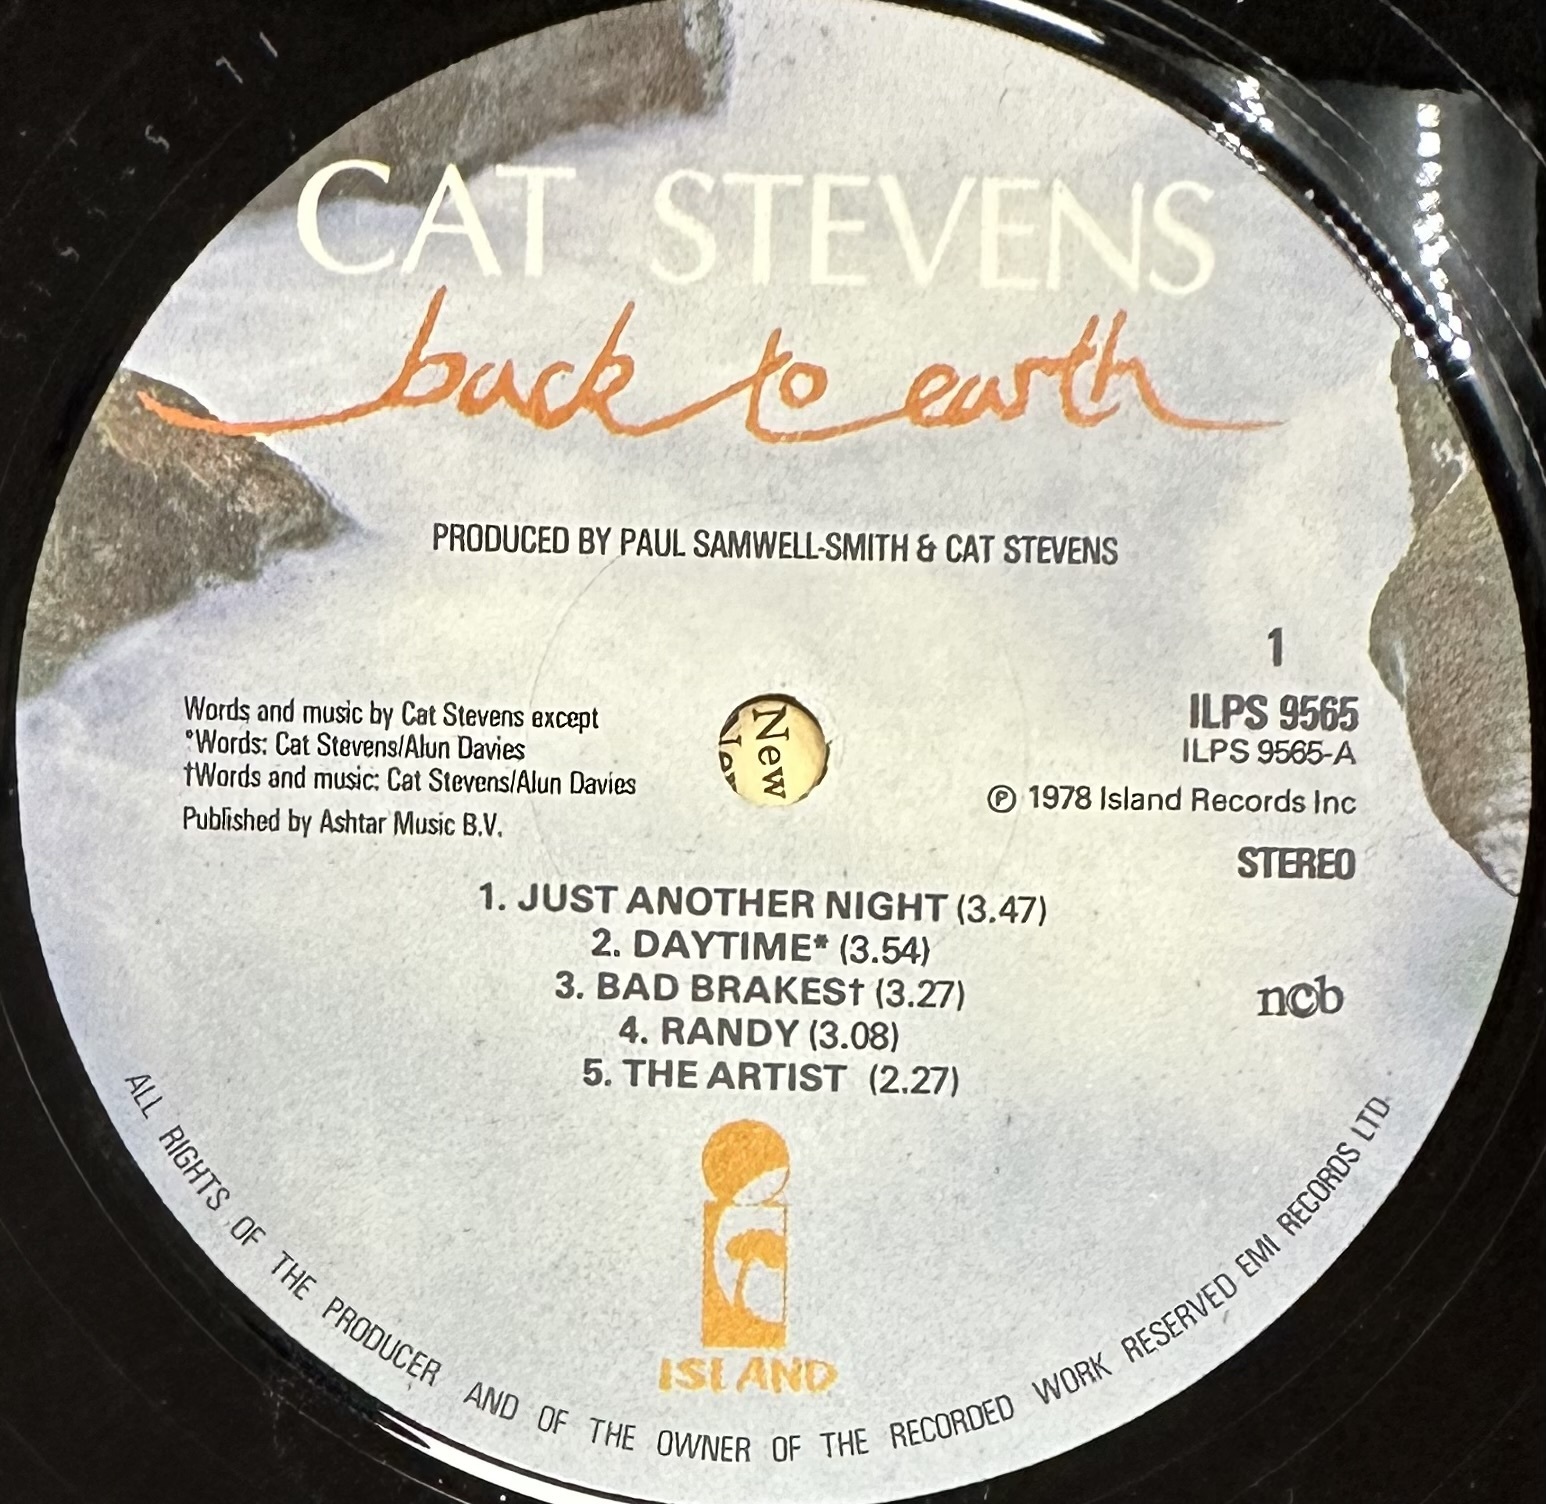 CAT STEVENS
back to earth
PRODUCED BY PAUL SAMWELL-SMITH & CAT STEVENS
Words and music by Cat Stevens except
*Words: Cat Stevens/Alun Davies
†Words and music: Cat Stevens/Alun Davies
Published by Ashtar Music B.V.
New
1
ILPS 9565
ILPS 9565-A
℗ 1978 Island Records Inc
STEREO
1. JUST ANOTHER NIGHT (3.47)
2. DAYTIME* (3.54)
3. BAD BRAKES† (3.27)
4. RANDY (3.08)
5. THE ARTIST (2.27)
ncb
ISLAND
ALL RIGHTS OF THE PRODUCER AND OF THE OWNER OF THE RECORDED WORK RESERVED EMI RECORDS LTD